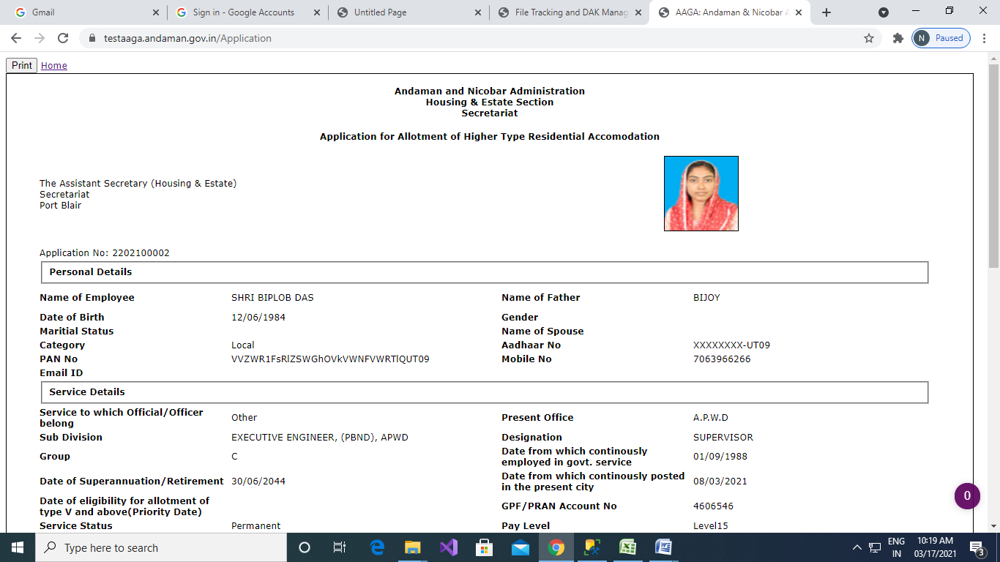 Gmail
Sign in - Google Accounts
Untitled Page
File Tracking and DAK Manag
AAGA: Andaman & Nicobar A
testaaga.andaman.gov.in/Application
N Paused
Print Home
Andaman and Nicobar Administration
Housing & Estate Section
Secretariat
Application for Allotment of Higher Type Residential Accomodation
The Assistant Secretary (Housing & Estate)
Secretariat
Port Blair
Application No: 2202100002
Personal Details
Name of Employee SHRI BIPLOB DAS Name of Father BIJOY
Date of Birth 12/06/1984 Gender
Maritial Status Name of Spouse
Category Local Aadhaar No XXXXXXXX-UT09
PAN No VVZWR1FsRlZSWGhOVkVWNFVWRTlQUT09 Mobile No 7063966266
Email ID
Service Details
Service to which Official/Officer
belong Other Present Office A.P.W.D
Sub Division EXECUTIVE ENGINEER, (PBND), APWD Designation SUPERVISOR
Group C Date from which continously
employed in govt. service 01/09/1988
Date of Superannuation/Retirement 30/06/2044 Date from which continously posted
in the present city 08/03/2021
Date of eligibility for allotment of
type V and above(Priority Date) GPF/PRAN Account No 4606546
Service Status Permanent Pay Level Level15
0
Type here to search
ENG
IN
10:19 AM
03/17/2021
3